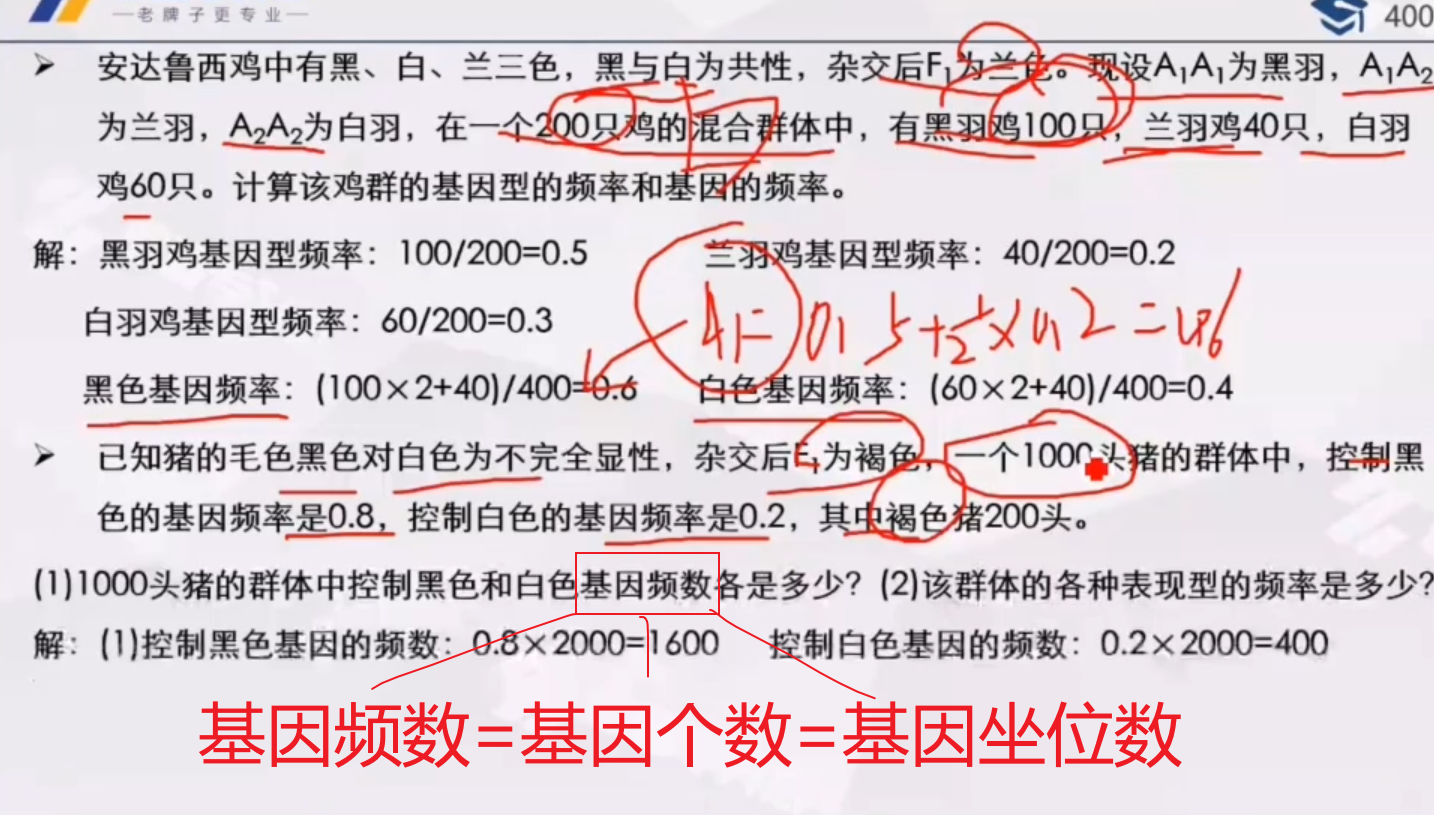 —老牌子更专业—
400
➤ 安达鲁西鸡中有黑、白、兰三色，黑与白为共性，杂交后F₁为兰色。现设A₁A₁为黑羽，A₁A₂
为兰羽，A₂A₂为白羽，在一个200只鸡的混合群体中，有黑羽鸡100只，兰羽鸡40只，白羽
鸡60只。计算该鸡群的基因型的频率和基因的频率。
解：黑羽鸡基因型频率：100/200=0.5 兰羽鸡基因型频率：40/200=0.2
白羽鸡基因型频率：60/200=0.3
A₁= 0.5+½×0.2=0.6
黑色基因频率：(100×2+40)/400=0.6 白色基因频率：(60×2+40)/400=0.4
➤ 已知猪的毛色黑色对白色为不完全显性，杂交后F₁为褐色，一个1000头猪的群体中，控制黑
色的基因频率是0.8，控制白色的基因频率是0.2，其中褐色猪200头。
(1)1000头猪的群体中控制黑色和白色基因频数各是多少？(2)该群体的各种表现型的频率是多少？
解：(1)控制黑色基因的频数：0.8×2000=1600 控制白色基因的频数：0.2×2000=400
基因频数=基因个数=基因坐位数